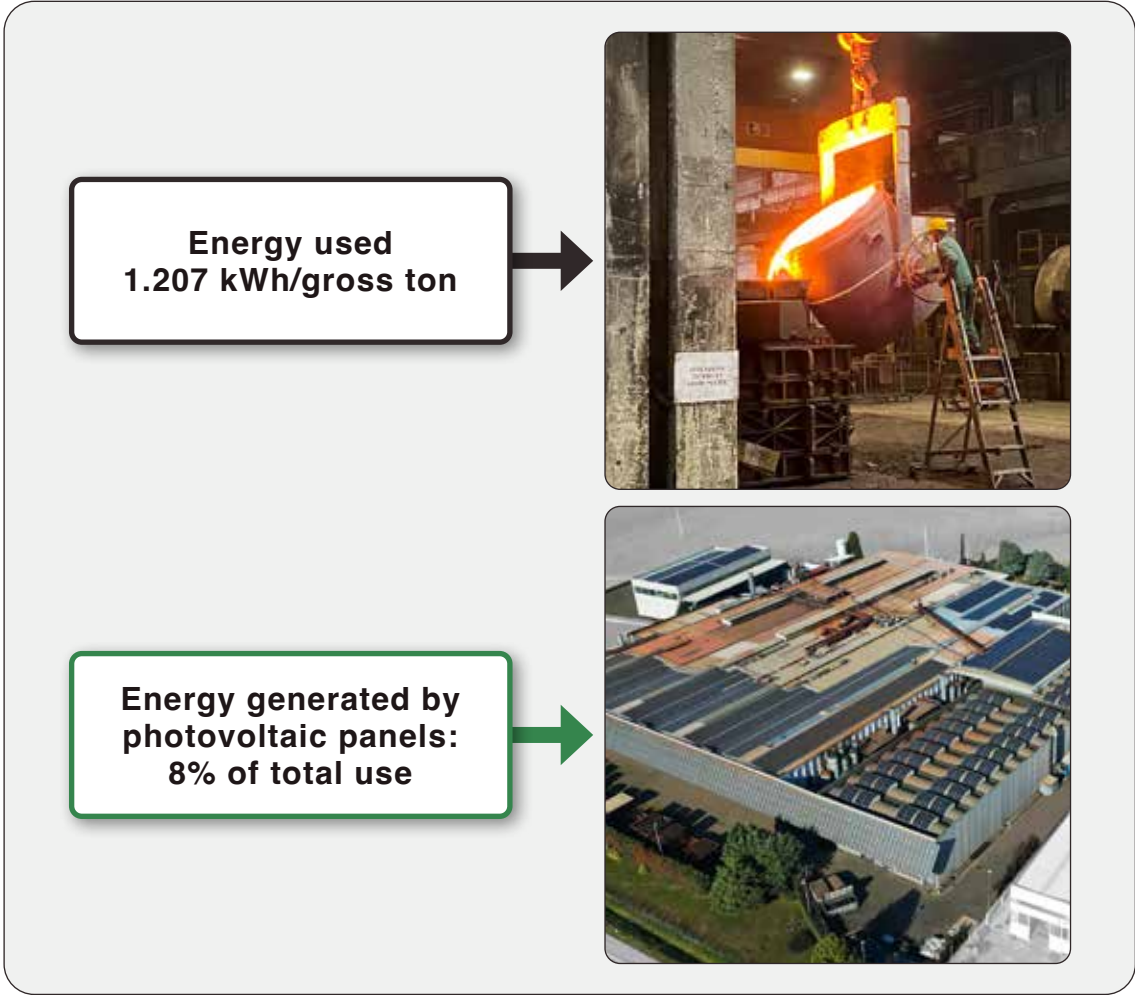 Energy used
1.207 kWh/gross ton
Energy generated by
photovoltaic panels:
8% of total use